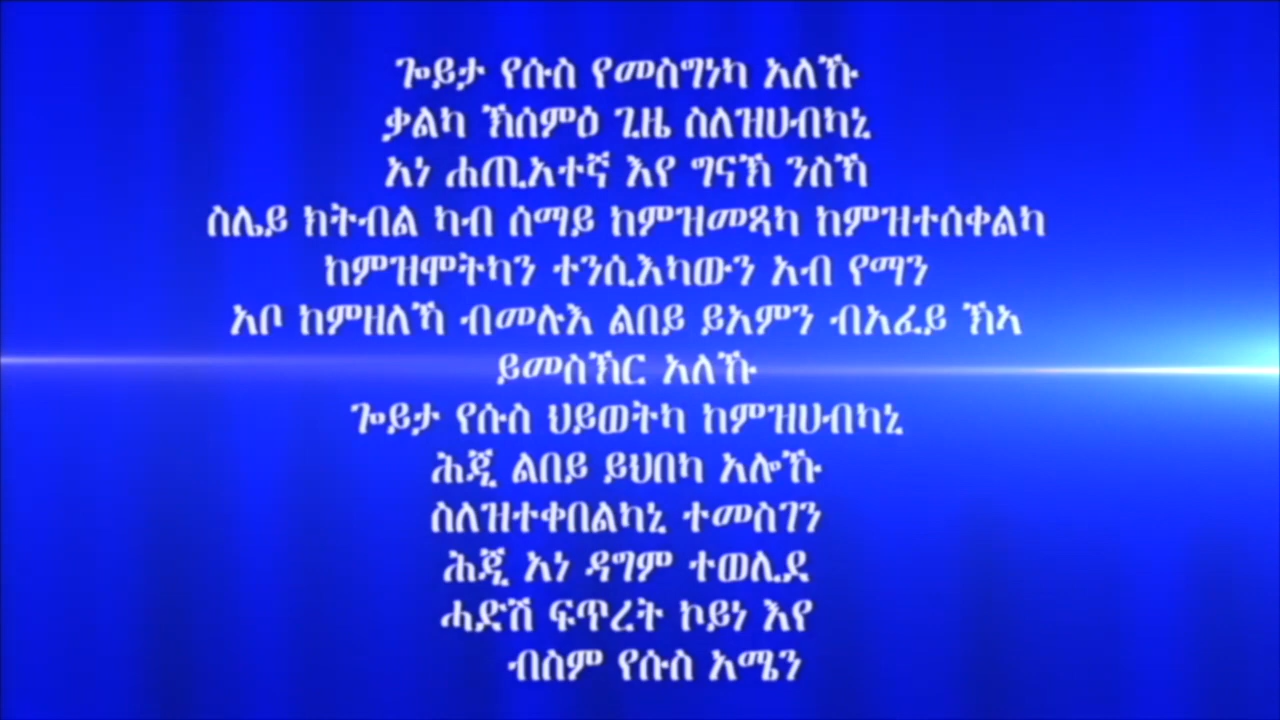 ጐይታ የሱስ የመስግነካ አለኹ
ቃልካ ኽሰምዕ ጊዜ ስለዝሀብካኒ
አነ ሐጢአተኛ እየ ግናኽ ንስኻ
ስሌይ ክትብል ካብ ሰማይ ከምዝመጻካ ከምዝተሰቀልካ
ከምዝሞትካን ተንሲእካውን አብ የማን
አቦ ከምዘለኻ ብመሉእ ልበይ ይአምን ብአፈይ ኽኣ
ይመስኽር አለኹ
ጐይታ የሱስ ህይወትካ ከምዝሀብካኒ
ሕጂ ልበይ ይህበካ አሎኹ
ስለዝተቀበልካኒ ተመስገን
ሕጂ አነ ዳግም ተወሊደ
ሓድሽ ፍጥረት ኮይነ እየ
ብስም የሱስ አሜን